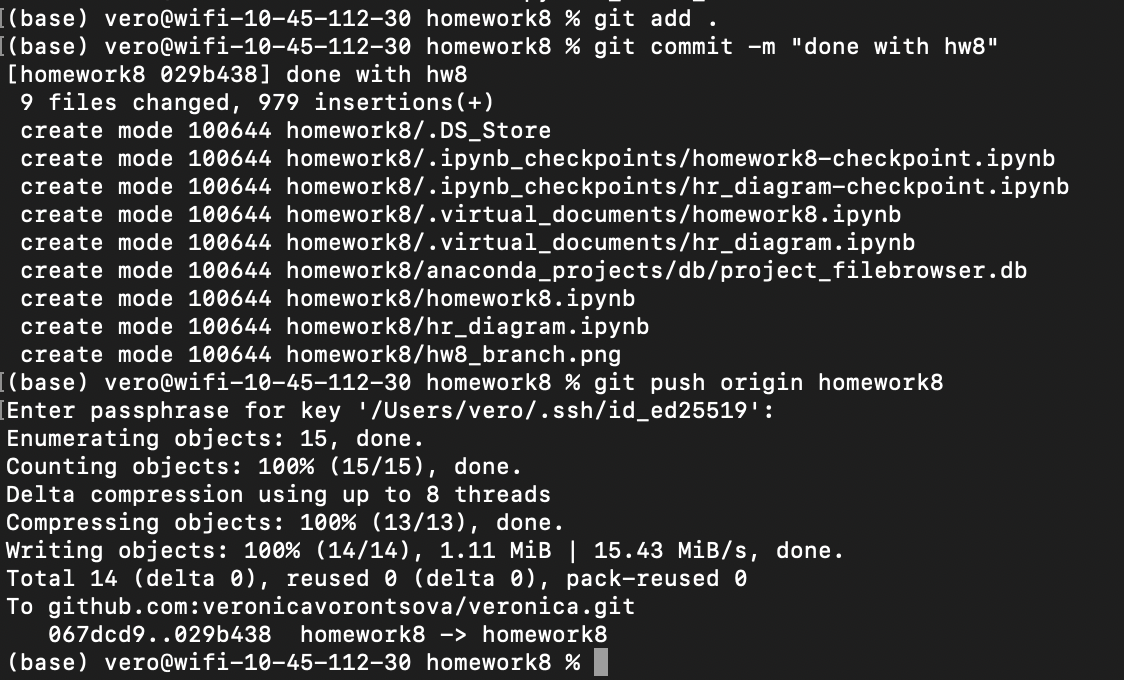 (base) vero@wifi-10-45-112-30 homework8 % git add .
(base) vero@wifi-10-45-112-30 homework8 % git commit -m "done with hw8"
[homework8 029b438] done with hw8
 9 files changed, 979 insertions(+)
 create mode 100644 homework8/.DS_Store
 create mode 100644 homework8/.ipynb_checkpoints/homework8-checkpoint.ipynb
 create mode 100644 homework8/.ipynb_checkpoints/hr_diagram-checkpoint.ipynb
 create mode 100644 homework8/.virtual_documents/homework8.ipynb
 create mode 100644 homework8/.virtual_documents/hr_diagram.ipynb
 create mode 100644 homework8/anaconda_projects/db/project_filebrowser.db
 create mode 100644 homework8/homework8.ipynb
 create mode 100644 homework8/hr_diagram.ipynb
 create mode 100644 homework8/hw8_branch.png
(base) vero@wifi-10-45-112-30 homework8 % git push origin homework8
Enter passphrase for key '/Users/vero/.ssh/id_ed25519':
Enumerating objects: 15, done.
Counting objects: 100% (15/15), done.
Delta compression using up to 8 threads
Compressing objects: 100% (13/13), done.
Writing objects: 100% (14/14), 1.11 MiB | 15.43 MiB/s, done.
Total 14 (delta 0), reused 0 (delta 0), pack-reused 0
To github.com:veronicavorontsova/veronica.git
   067dcd9..029b438  homework8 -> homework8
(base) vero@wifi-10-45-112-30 homework8 %